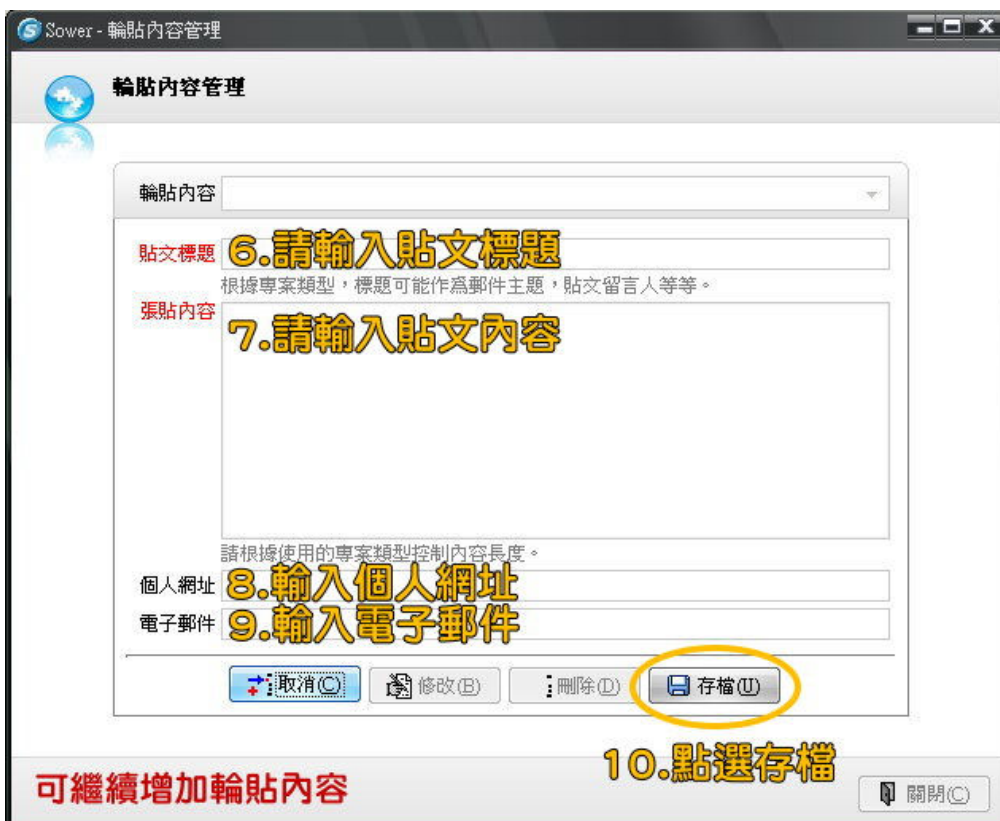 Sower - 輪貼內容管理
輪貼內容管理
輪貼內容
貼文標題
6.請輸入貼文標題
根據專案類型，標題可能作為郵件主題，貼文留言人等等。
張貼內容
7.請輸入貼文內容
請根據使用的專案類型控制內容長度。
個人網址
8.輸入個人網址
電子郵件
9.輸入電子郵件
取消(C) 修改(B) 刪除(D) 存檔(U)
10.點選存檔
可繼續增加輪貼內容
關閉(C)